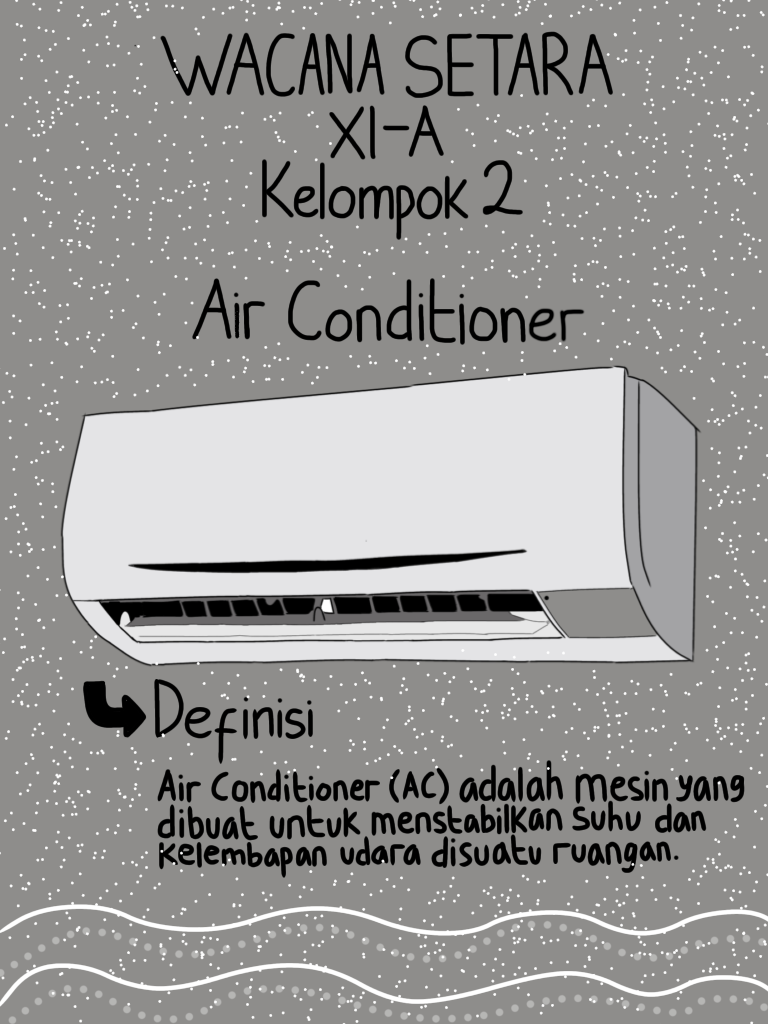 WACANA SETARA
XI-A
Kelompok 2
Air Conditioner
Definisi
Air Conditioner (AC) adalah mesin yang
dibuat untuk menstabilkan suhu dan
kelembapan udara disuatu ruangan.